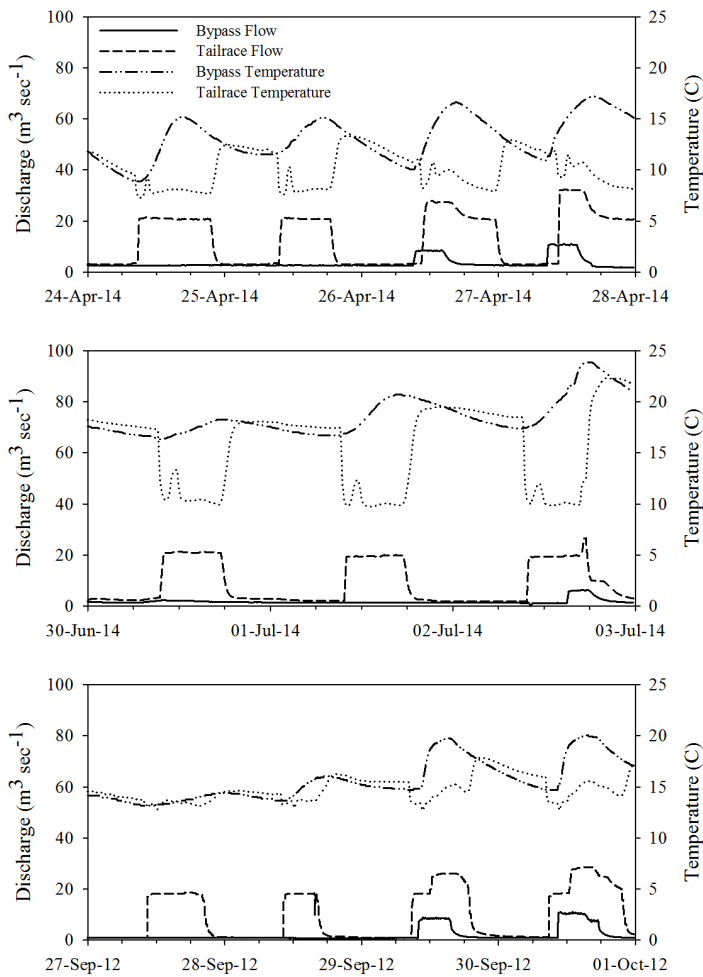 Bypass Flow
Tailrace Flow
Bypass Temperature
Tailrace Temperature
100
80
60
40
20
0
25
20
15
10
5
0
Discharge (m³ sec⁻¹)
Temperature (C)
24-Apr-14
25-Apr-14
26-Apr-14
27-Apr-14
28-Apr-14
100
80
60
40
20
0
25
20
15
10
5
0
Discharge (m³ sec⁻¹)
Temperature (C)
30-Jun-14
01-Jul-14
02-Jul-14
03-Jul-14
100
80
60
40
20
0
25
20
15
10
5
0
Discharge (m³ sec⁻¹)
Temperature (C)
27-Sep-12
28-Sep-12
29-Sep-12
30-Sep-12
01-Oct-12